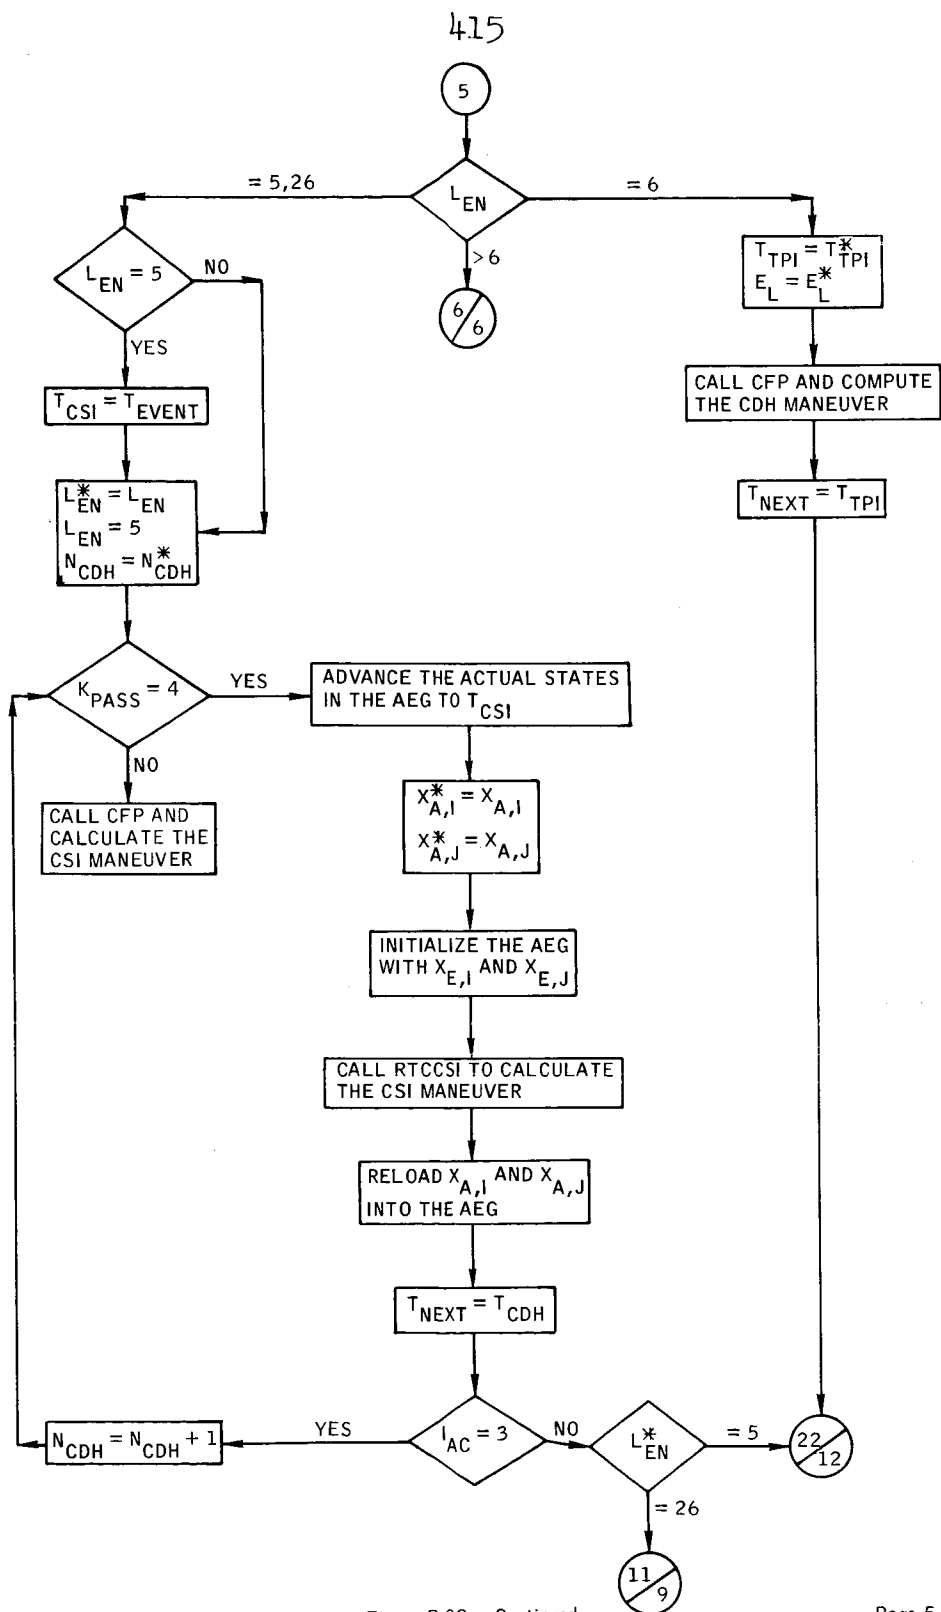 415
5
L_EN
= 5,26
= 6
>6
6/6
L_EN = 5
NO
YES
T_CSI = T_EVENT
L*_EN = L_EN
L_EN = 5
N_CDH = N*_CDH
T_TPI = T*_TPI
E_L = E*_L
CALL CFP AND COMPUTE
THE CDH MANEUVER
T_NEXT = T_TPI
K_PASS = 4
YES
NO
CALL CFP AND
CALCULATE THE
CSI MANEUVER
ADVANCE THE ACTUAL STATES
IN THE AEG TO T_CSI
X*_A,I = X_A,I
X*_A,J = X_A,J
INITIALIZE THE AEG
WITH X_E,I AND X_E,J
CALL RTCCSI TO CALCULATE
THE CSI MANEUVER
RELOAD X_A,I AND X_A,J
INTO THE AEG
T_NEXT = T_CDH
I_AC = 3
YES
N_CDH = N_CDH + 1
NO
L*_EN
= 5
22/12
= 26
11/9